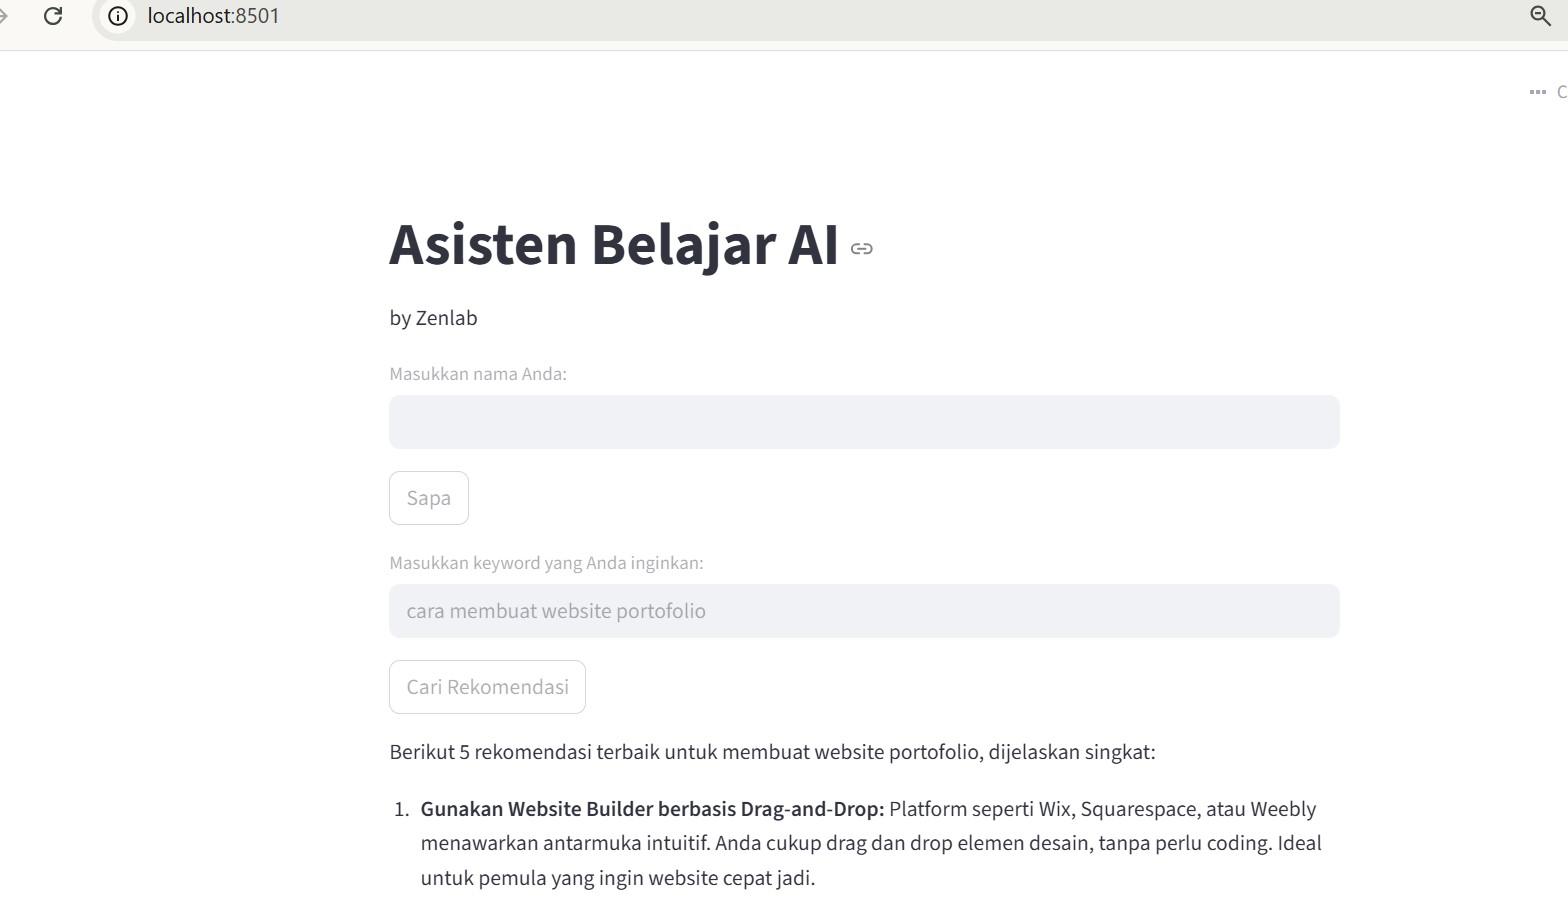 localhost:8501
Asisten Belajar AI
by Zenlab
Masukkan nama Anda:
Sapa
Masukkan keyword yang Anda inginkan:
cara membuat website portofolio
Cari Rekomendasi
Berikut 5 rekomendasi terbaik untuk membuat website portofolio, dijelaskan singkat:
1. Gunakan Website Builder berbasis Drag-and-Drop: Platform seperti Wix, Squarespace, atau Weebly
menawarkan antarmuka intuitif. Anda cukup drag dan drop elemen desain, tanpa perlu coding. Ideal
untuk pemula yang ingin website cepat jadi.